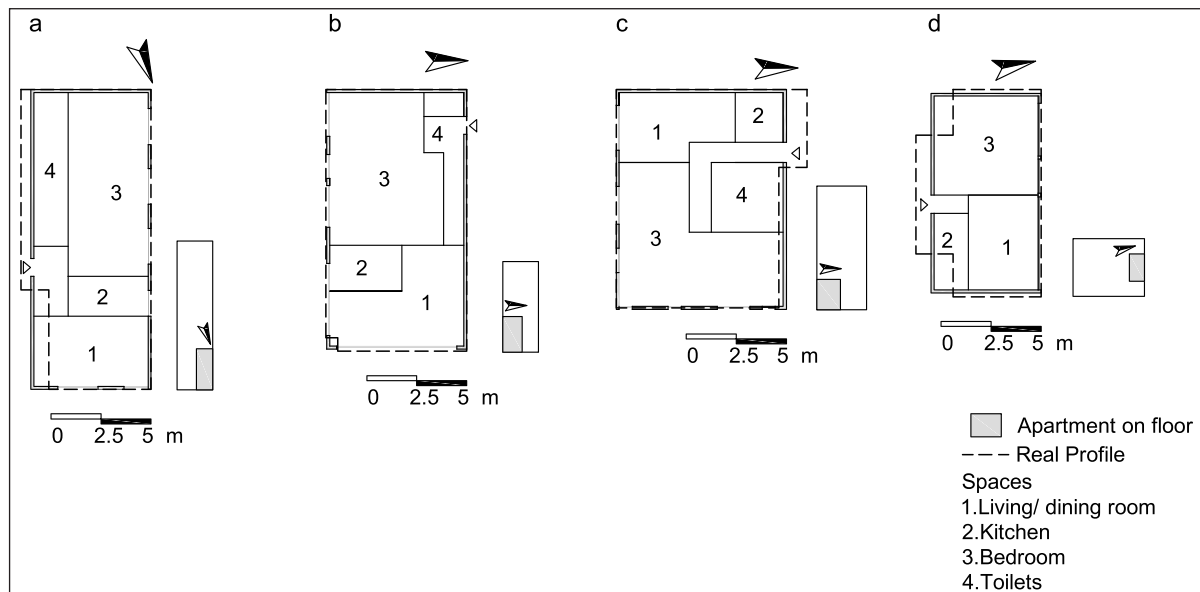 a
4
3
2
1
0 2.5 5 m
b
4
3
2
1
0 2.5 5 m
c
1
2
4
3
0 2.5 5 m
d
3
2
1
0 2.5 5 m
Apartment on floor
Real Profile
Spaces
1.Living/ dining room
2.Kitchen
3.Bedroom
4.Toilets